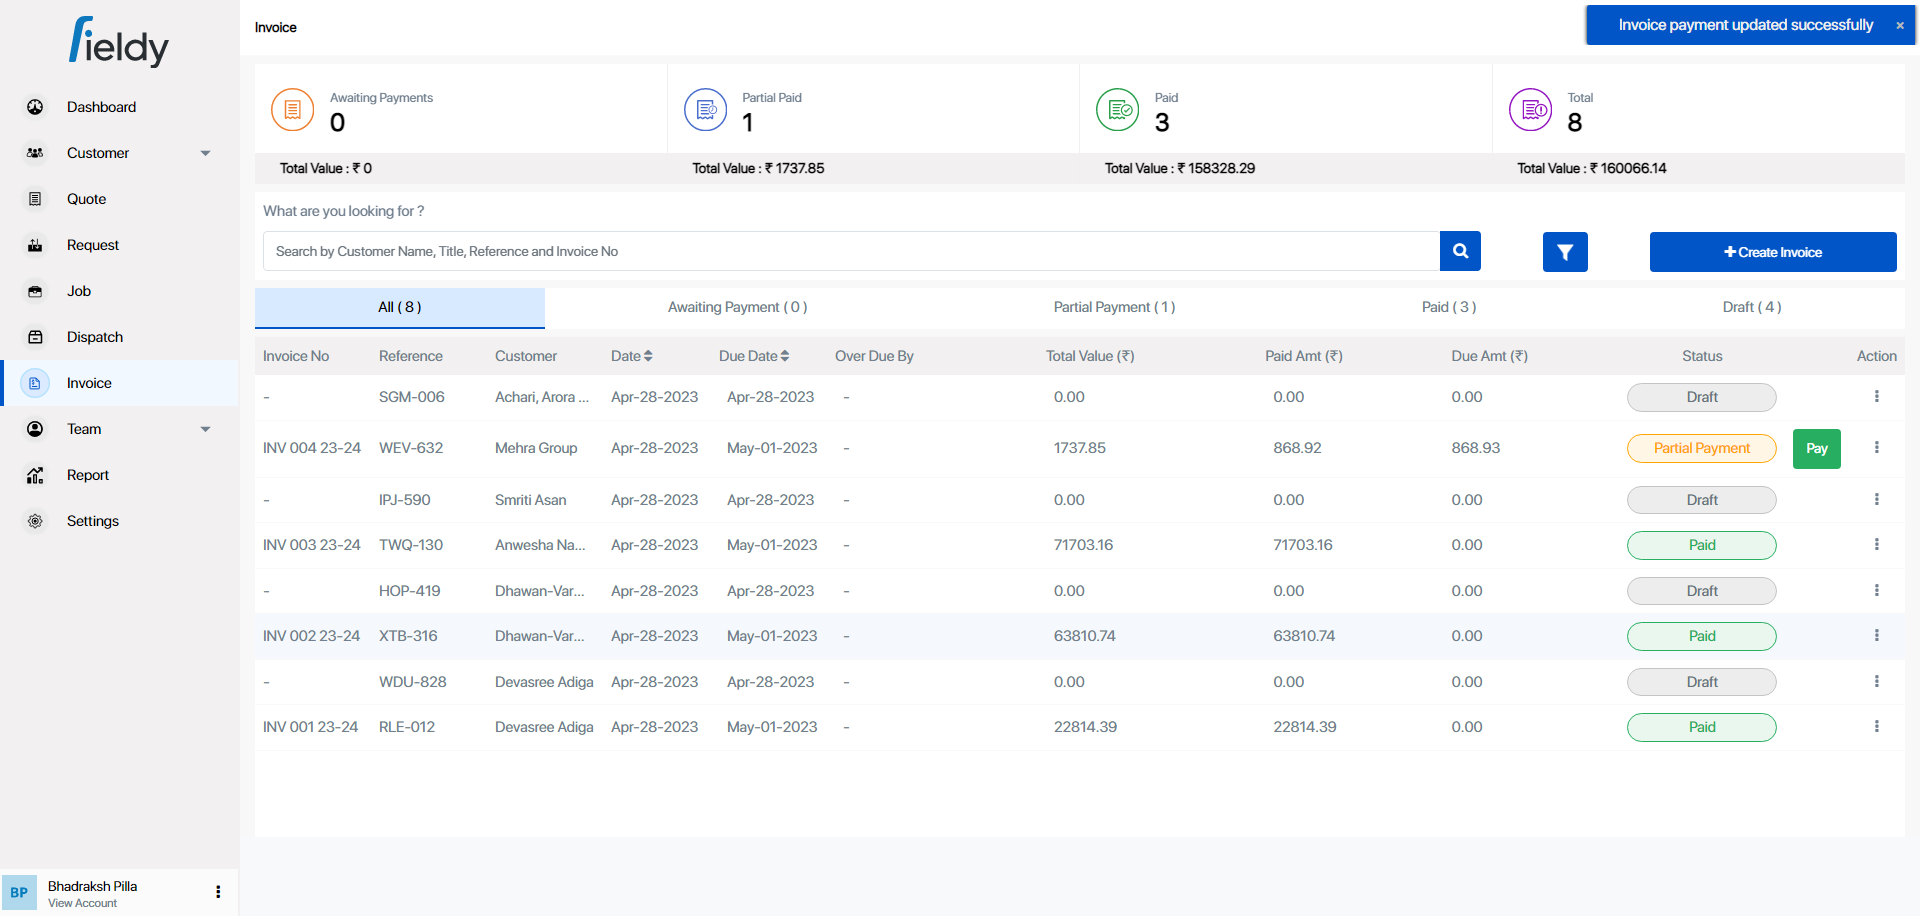 fieldy
Dashboard
Customer
Quote
Request
Job
Dispatch
Invoice
Team
Report
Settings
BP
Bhadraksh Pilla
View Account
Invoice
Invoice payment updated successfully ×
Awaiting Payments
0
Total Value : ₹ 0
Partial Paid
1
Total Value : ₹ 1737.85
Paid
3
Total Value : ₹ 158328.29
Total
8
Total Value : ₹ 160066.14
What are you looking for ?
Search by Customer Name, Title, Reference and Invoice No
+ Create Invoice
All ( 8 ) Awaiting Payment ( 0 ) Partial Payment ( 1 ) Paid ( 3 ) Draft ( 4 )
Invoice No Reference Customer Date Due Date Over Due By Total Value (₹) Paid Amt (₹) Due Amt (₹) Status Action
- SGM-006 Achari, Arora ... Apr-28-2023 Apr-28-2023 - 0.00 0.00 0.00 Draft
INV 004 23-24 WEV-632 Mehra Group Apr-28-2023 May-01-2023 - 1737.85 868.92 868.93 Partial Payment Pay
- IPJ-590 Smriti Asan Apr-28-2023 Apr-28-2023 - 0.00 0.00 0.00 Draft
INV 003 23-24 TWQ-130 Anwesha Na... Apr-28-2023 May-01-2023 - 71703.16 71703.16 0.00 Paid
- HOP-419 Dhawan-Var... Apr-28-2023 Apr-28-2023 - 0.00 0.00 0.00 Draft
INV 002 23-24 XTB-316 Dhawan-Var... Apr-28-2023 May-01-2023 - 63810.74 63810.74 0.00 Paid
- WDU-828 Devasree Adiga Apr-28-2023 Apr-28-2023 - 0.00 0.00 0.00 Draft
INV 001 23-24 RLE-012 Devasree Adiga Apr-28-2023 May-01-2023 - 22814.39 22814.39 0.00 Paid